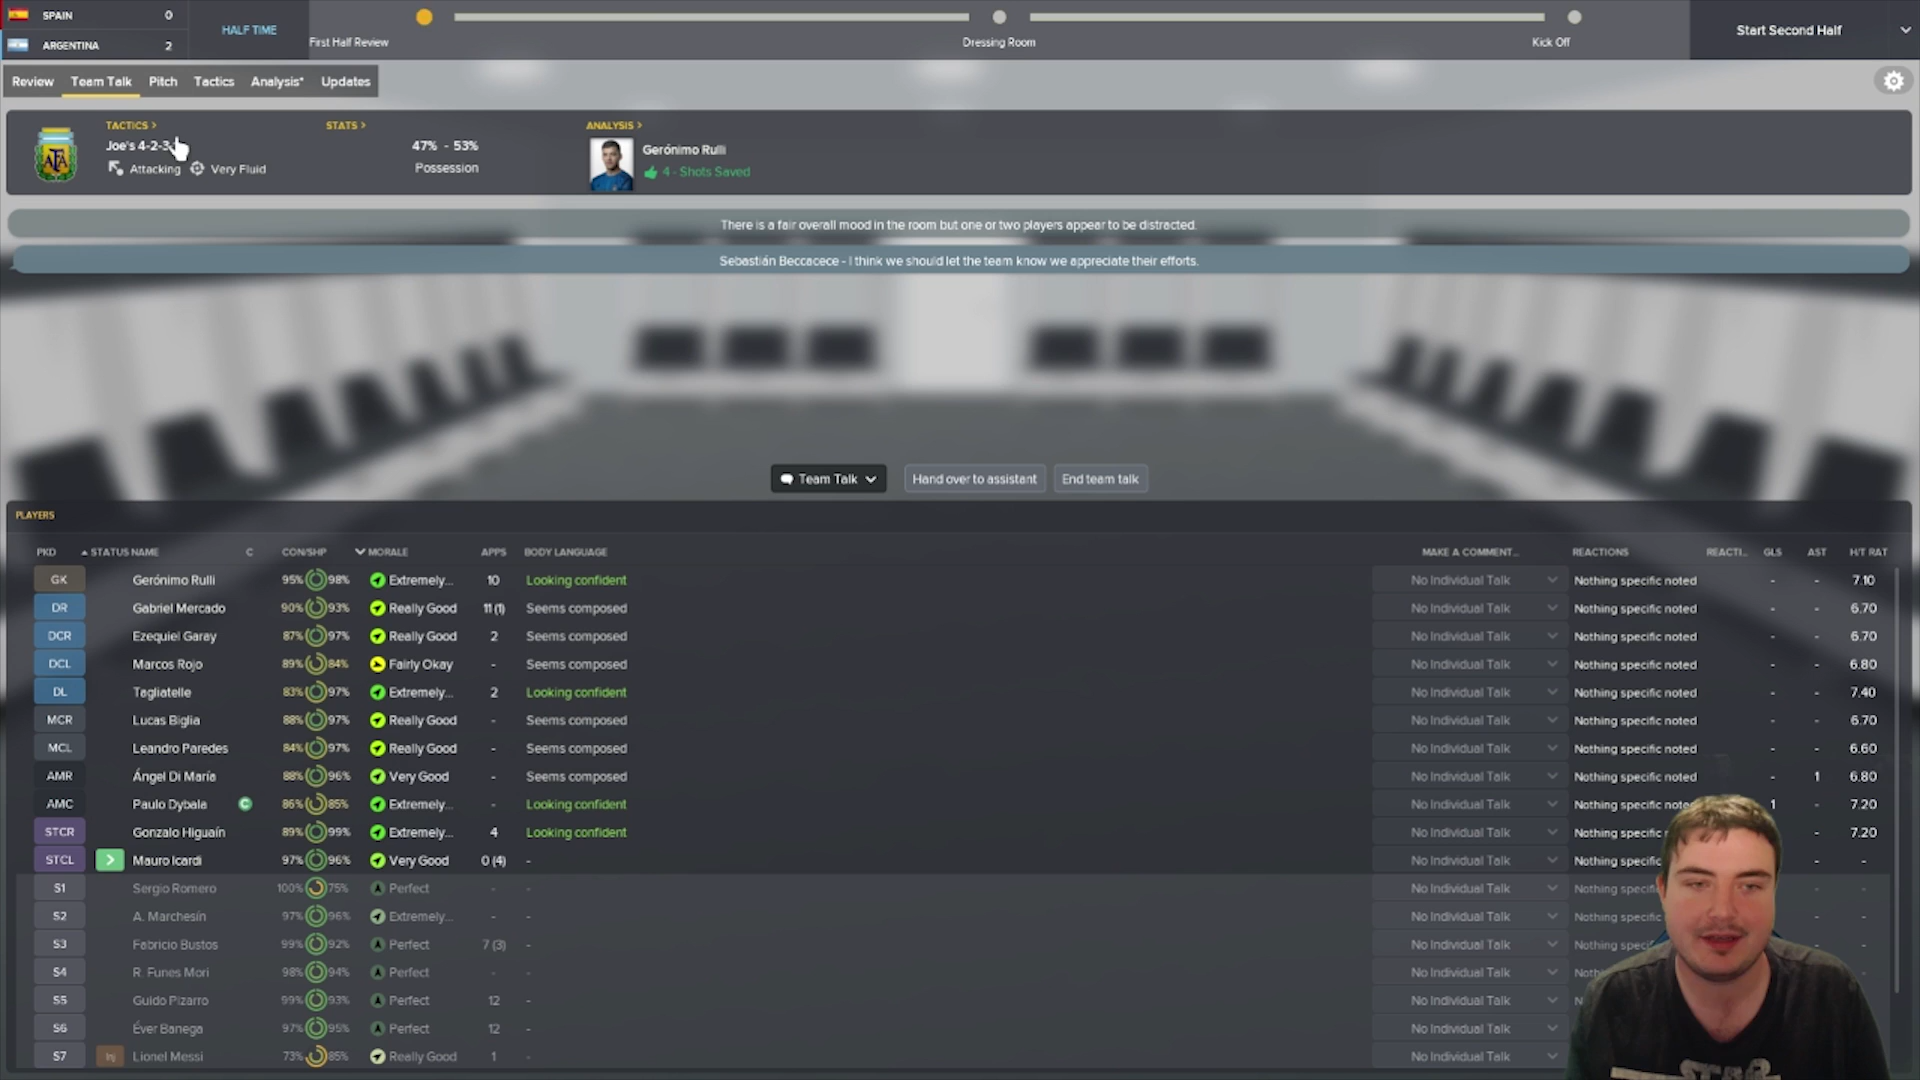 SPAIN 0
ARGENTINA 2
HALF TIME
First Half Review
Dressing Room
Kick Off
Start Second Half
Review Team Talk Pitch Tactics Analysis* Updates
TACTICS >
Joe's 4-2-3-
Attacking Very Fluid
STATS >
47% - 53%
Possession
ANALYSIS >
Gerónimo Rulli
4 - Shots Saved
There is a fair overall mood in the room but one or two players appear to be distracted.
Sebastián Beccacece - I think we should let the team know we appreciate their efforts.
Team Talk Hand over to assistant End team talk
PLAYERS
PKD STATUS NAME C CON/SHP MORALE APPS BODY LANGUAGE MAKE A COMMENT... REACTIONS REACTI... GLS AST H/T RAT
GK Gerónimo Rulli 95% 98% Extremely... 10 Looking confident No Individual Talk Nothing specific noted - - 7.10
DR Gabriel Mercado 90% 93% Really Good 11 (1) Seems composed No Individual Talk Nothing specific noted - - 6.70
DCR Ezequiel Garay 87% 97% Really Good 2 Seems composed No Individual Talk Nothing specific noted - - 6.70
DCL Marcos Rojo 89% 84% Fairly Okay - Seems composed No Individual Talk Nothing specific noted - - 6.80
DL Tagliatelle 83% 97% Extremely... 2 Looking confident No Individual Talk Nothing specific noted - - 7.40
MCR Lucas Biglia 88% 97% Really Good - Seems composed No Individual Talk Nothing specific noted - - 6.70
MCL Leandro Paredes 84% 97% Really Good - Seems composed No Individual Talk Nothing specific noted - - 6.60
AMR Ángel Di María 88% 96% Very Good - Seems composed No Individual Talk Nothing specific noted - 1 6.80
AMC Paulo Dybala C 86% 85% Extremely... - Looking confident No Individual Talk Nothing specific noted 1 - 7.20
STCR Gonzalo Higuaín 89% 99% Extremely... 4 Looking confident No Individual Talk Nothing specific - 7.20
STCL Mauro Icardi 97% 96% Very Good 0 (4) - No Individual Talk Nothing specific - -
S1 Sergio Romero 100% 75% Perfect - - No Individual Talk Nothing specific - -
S2 A. Marchesín 97% 96% Extremely... - - No Individual Talk Nothing specific - -
S3 Fabricio Bustos 99% 92% Perfect 7 (3) - No Individual Talk Nothing speci - -
S4 R. Funes Mori 98% 94% Perfect - - No Individual Talk Noth -
S5 Guido Pizarro 99% 93% Perfect 12 - No Individual Talk N -
S6 Éver Banega 97% 95% Perfect 12 - No Individual Talk
S7 Inj Lionel Messi 73% 85% Really Good 1 - No Individual Talk